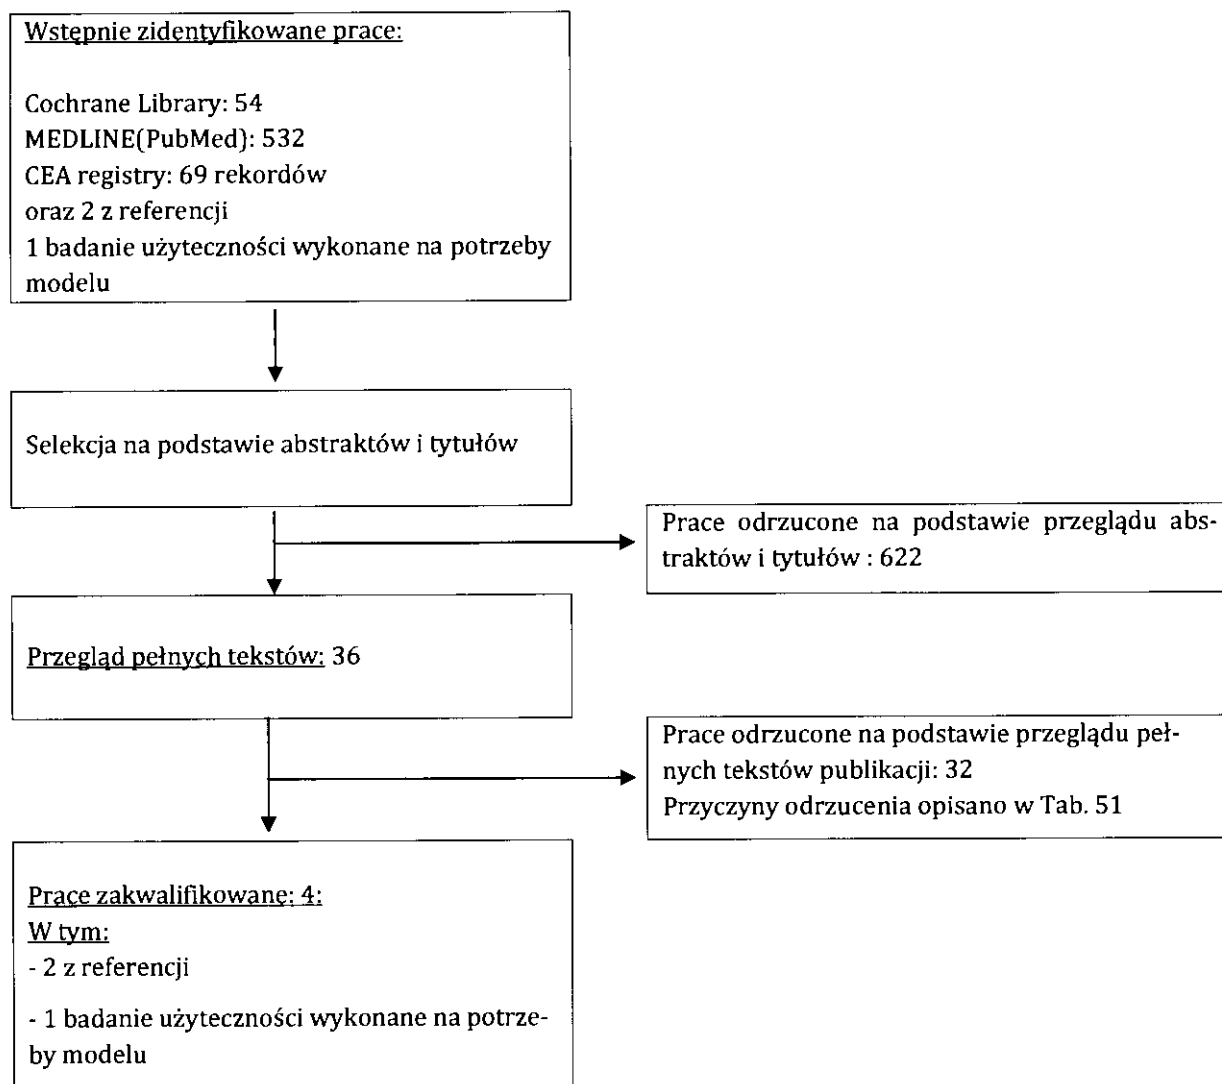 Wstępnie zidentyfikowane prace:
Cochrane Library: 54
MEDLINE(PubMed): 532
CEA registry: 69 rekordów
oraz 2 z referencji
1 badanie użyteczności wykonane na potrzeby
modelu
Selekcja na podstawie abstraktów i tytułów
Prace odrzucone na podstawie przeglądu abs-
traktów i tytułów : 622
Przegląd pełnych tekstów: 36
Prace odrzucone na podstawie przeglądu peł-
nych tekstów publikacji: 32
Przyczyny odrzucenia opisano w Tab. 51
Prace zakwalifikowane: 4:
W tym:
- 2 z referencji
- 1 badanie użyteczności wykonane na potrze-
by modelu